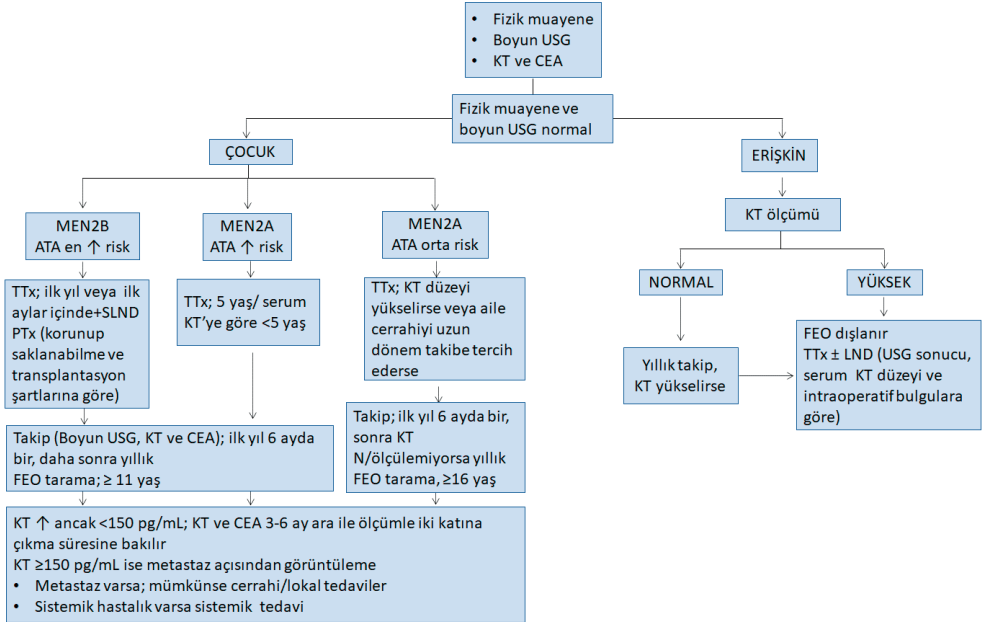 • Fizik muayene
• Boyun USG
• KT ve CEA
Fizik muayene ve
boyun USG normal
ÇOCUK
ERİŞKİN
MEN2B
ATA en ↑ risk
MEN2A
ATA ↑ risk
MEN2A
ATA orta risk
KT ölçümü
TTx; ilk yıl veya ilk
aylar içinde+SLND
PTx (korunup
saklanabilme ve
transplantasyon
şartlarına göre)
TTx; 5 yaş/ serum
KT’ye göre <5 yaş
TTx; KT düzeyi
yükselirse veya aile
cerrahiyi uzun
dönem takibe tercih
ederse
NORMAL
YÜKSEK
Yıllık takip,
KT yükselirse
FEO dışlanır
TTx ± LND (USG sonucu,
serum KT düzeyi ve
intraoperatif bulgulara
göre)
Takip (Boyun USG, KT ve CEA); ilk yıl 6 ayda
bir, daha sonra yıllık
FEO tarama; ≥ 11 yaş
Takip; ilk yıl 6 ayda bir,
sonra KT
N/ölçülemiyorsa yıllık
FEO tarama, ≥16 yaş
KT ↑ ancak <150 pg/mL; KT ve CEA 3-6 ay ara ile ölçümle iki katına
çıkma süresine bakılır
KT ≥150 pg/mL ise metastaz açısından görüntüleme
• Metastaz varsa; mümkünse cerrahi/lokal tedaviler
• Sistemik hastalık varsa sistemik tedavi